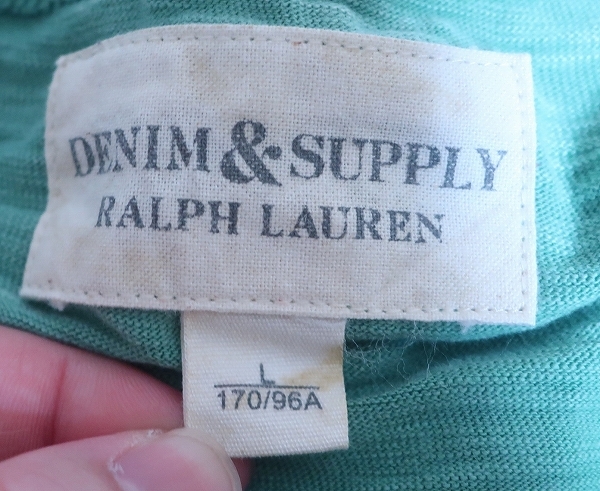 DENIM & SUPPLY
RALPH LAUREN
L
170/96A